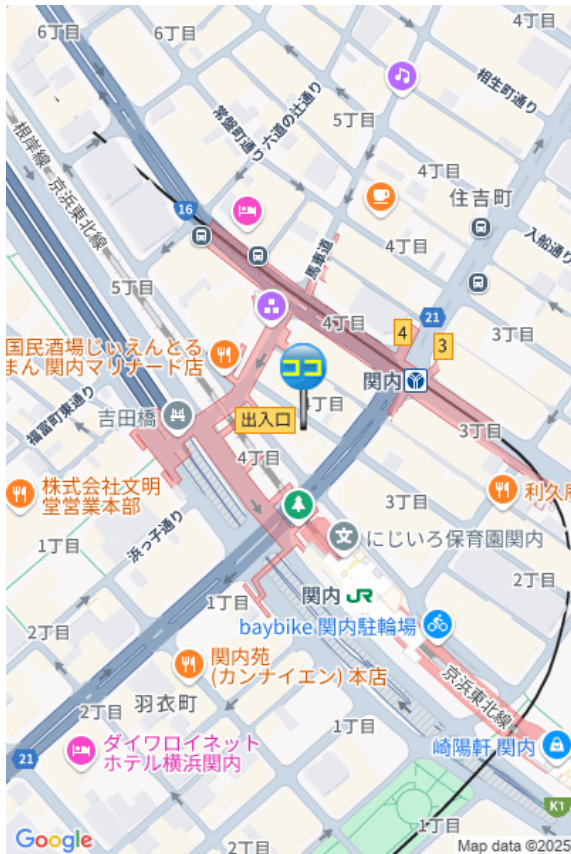 6丁目
6丁目
4丁目
相生町通り
六道の辻通り
常盤町通り
5丁目
根岸線
京浜東北線
4丁目
住吉町
16
馬車道
4丁目
入船通り
5丁目
21
4丁目
4
3
3丁目
国民酒場じぃえんとる
まん 関内マリナード店
ココ
関内
丁目
福富町東通り
吉田橋
出入口
3丁目
4丁目
株式会社文明
堂営業本部
3丁目
利久庵
浜っ子通り
1丁目
にじいろ保育園関内
2丁目
関内 JR
1丁目
2丁目
baybike 関内駐輪場
関内苑
(カンナイエン) 本店
京浜東北線
2丁目
羽衣町
1丁目
ダイワロイネット
ホテル横浜関内
崎陽軒 関内
21
K1
1丁目
2丁目
Google
Map data ©2025